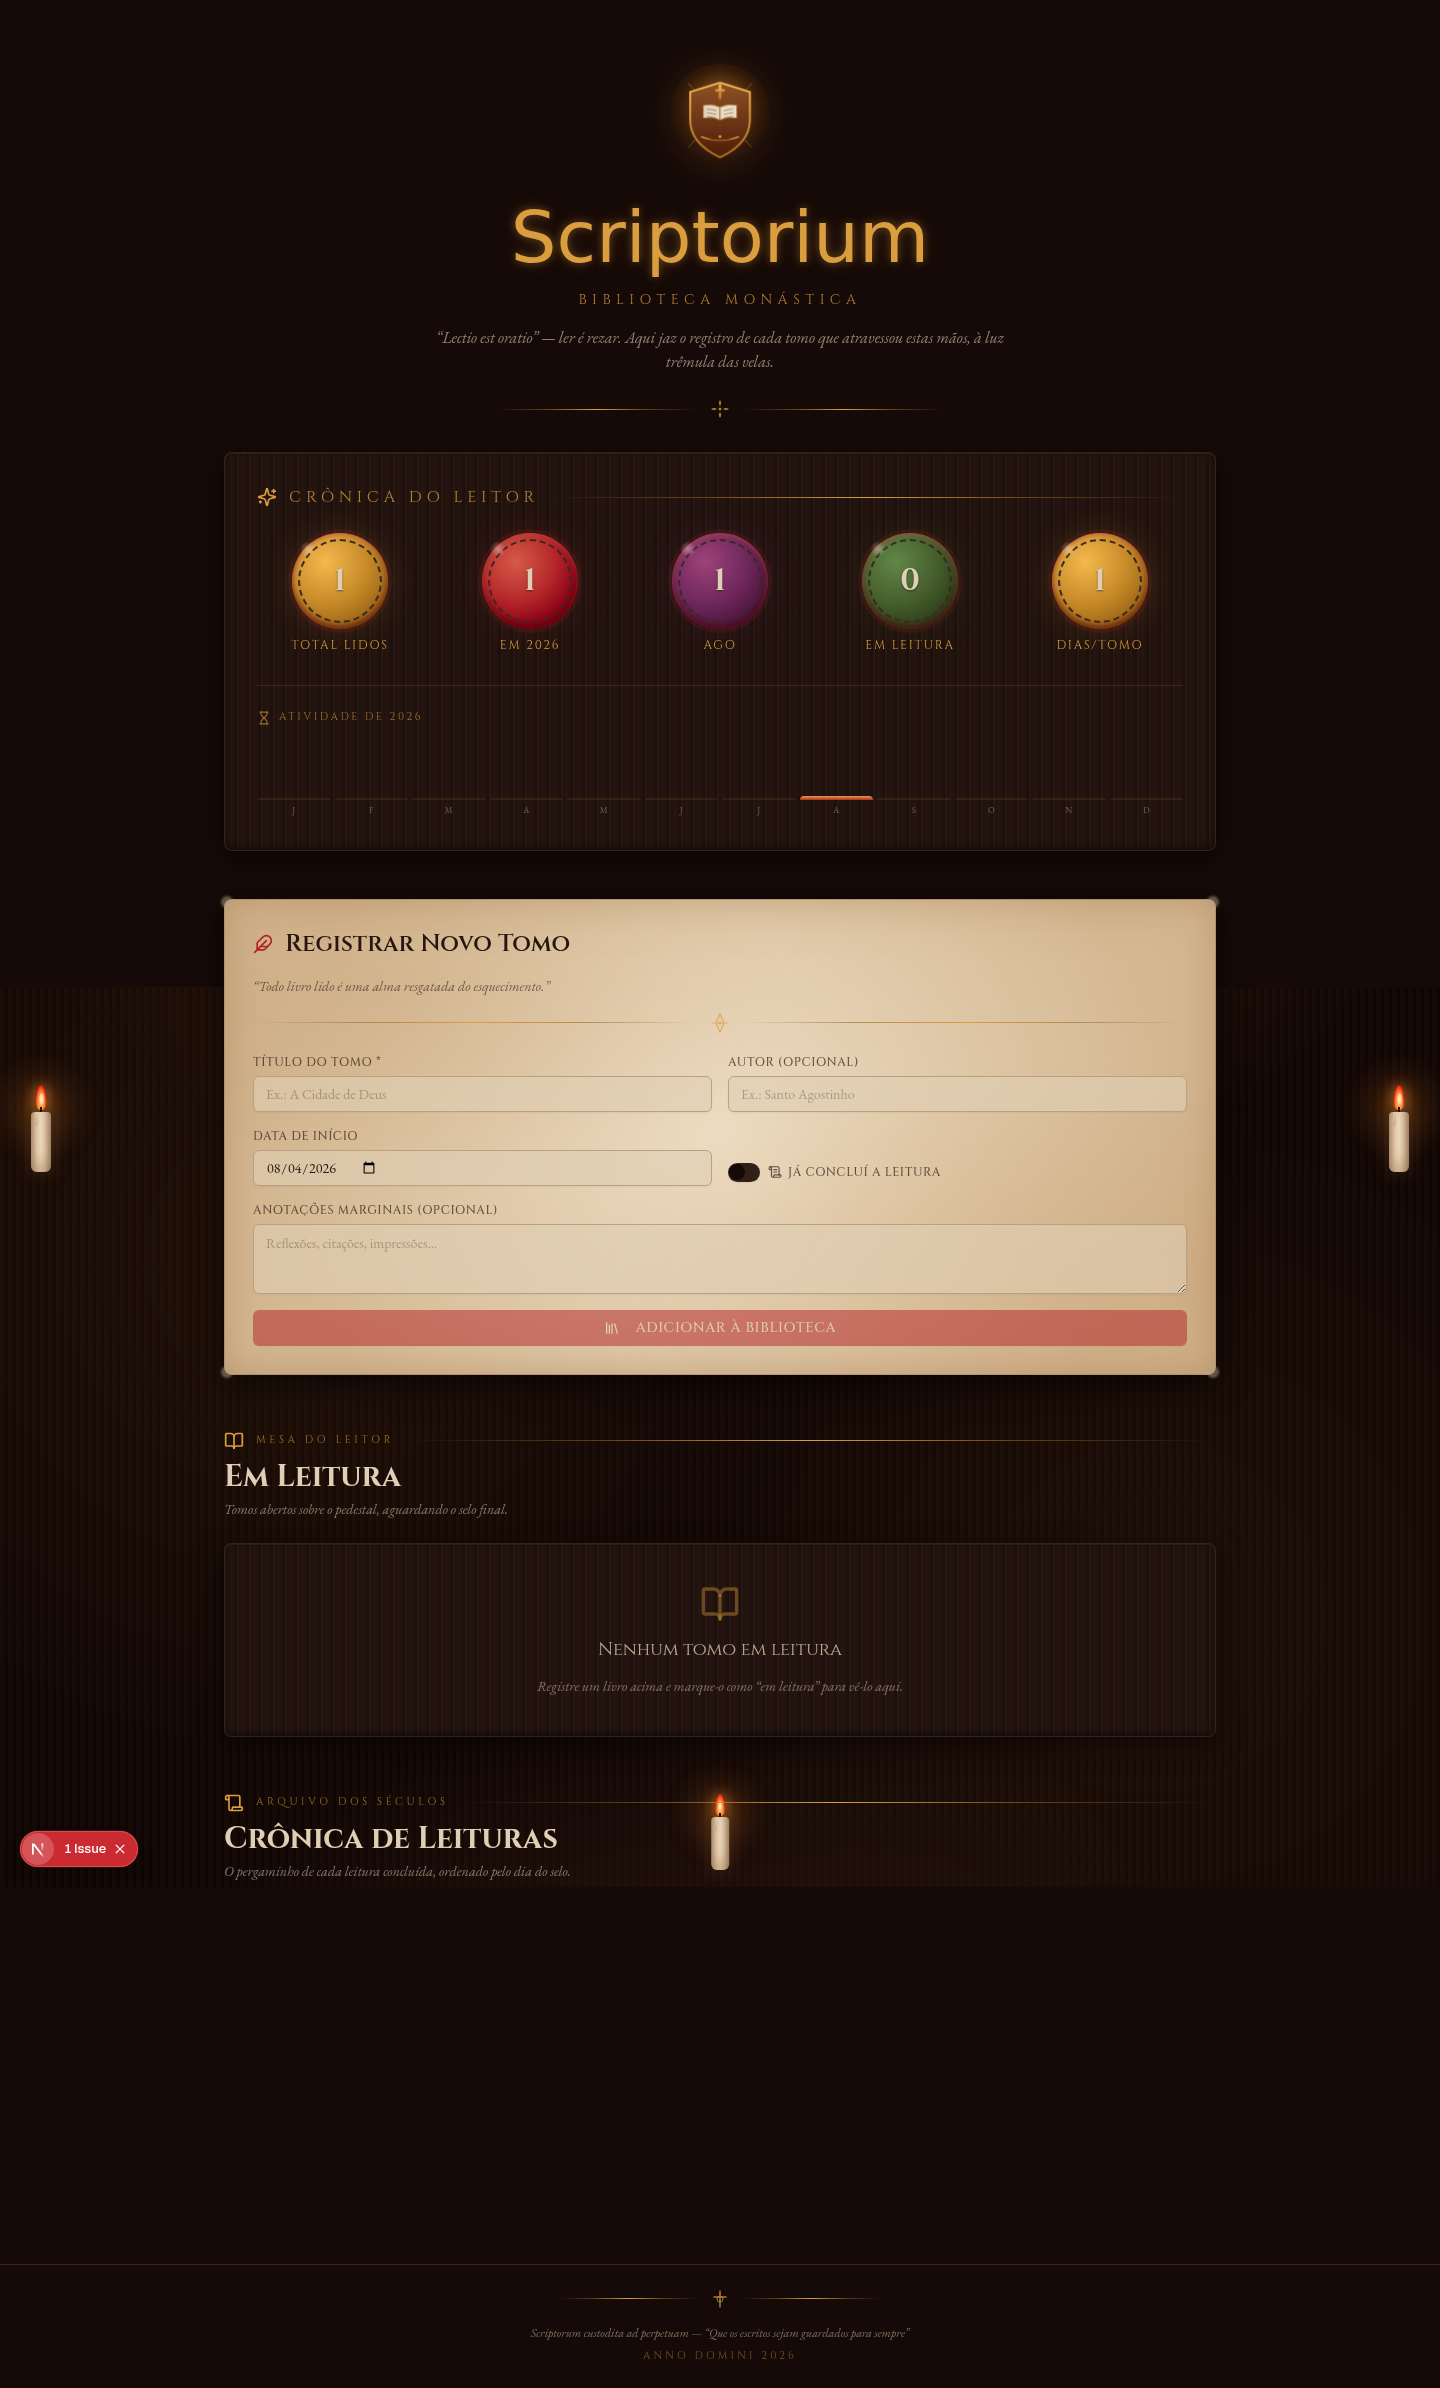 Scriptorium
BIBLIOTECA MONÁSTICA
“Lectio est oratio” — ler é rezar. Aqui jaz o registro de cada tomo que atravessou estas mãos, à luz
trêmula das velas.
CRÔNICA DO LEITOR
1 1 1 0 1
TOTAL LIDOS EM 2026 AGO EM LEITURA DIAS/TOMO
ATIVIDADE DE 2026
J F M A M J J A S O N D
Registrar Novo Tomo
“Todo livro lido é uma alma resgatada do esquecimento.”
TÍTULO DO TOMO * AUTOR (OPCIONAL)
Ex.: A Cidade de Deus Ex.: Santo Agostinho
DATA DE INÍCIO
08/04/2026 JÁ CONCLUÍ A LEITURA
ANOTAÇÕES MARGINAIS (OPCIONAL)
Reflexões, citações, impressões...
ADICIONAR À BIBLIOTECA
MESA DO LEITOR
Em Leitura
Tomos abertos sobre o pedestal, aguardando o selo final.
Nenhum tomo em leitura
Registre um livro acima e marque-o como “em leitura” para vê-lo aqui.
ARQUIVO DOS SÉCULOS
Crônica de Leituras
N 1 Issue
O pergaminho de cada leitura concluída, ordenado pelo dia do selo.
Scriptorum custodita ad perpetuam — “Que os escritos sejam guardados para sempre”
ANNO DOMINI 2026